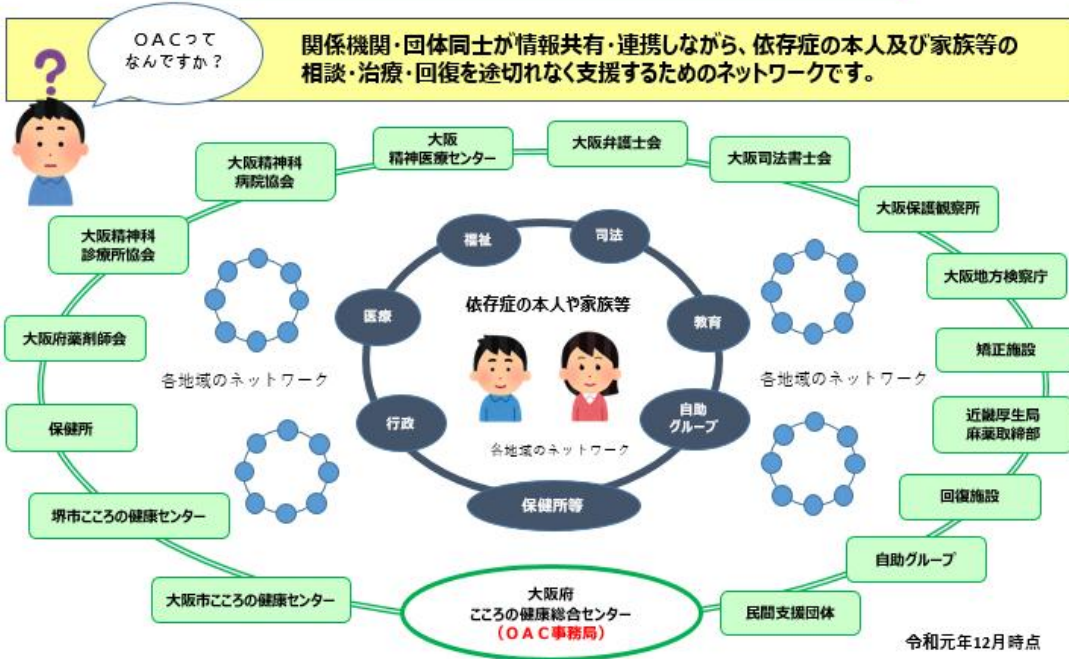 OACって
なんですか？
関係機関・団体同士が情報共有・連携しながら、依存症の本人及び家族等の
相談・治療・回復を途切れなく支援するためのネットワークです。
?
大阪
精神医療センター
大阪弁護士会
大阪司法書士会
大阪精神科
病院協会
大阪保護観察所
大阪精神科
診療所協会
大阪地方検察庁
大阪府薬剤師会
矯正施設
保健所
近畿厚生局
麻薬取締部
堺市こころの健康センター
回復施設
大阪市こころの健康センター
自助グループ
大阪府
こころの健康総合センター
（OAC事務局）
民間支援団体
福祉
司法
医療
教育
依存症の本人や家族等
行政
自助
グループ
各地域のネットワーク
保健所等
各地域のネットワーク
各地域のネットワーク
令和元年12月時点